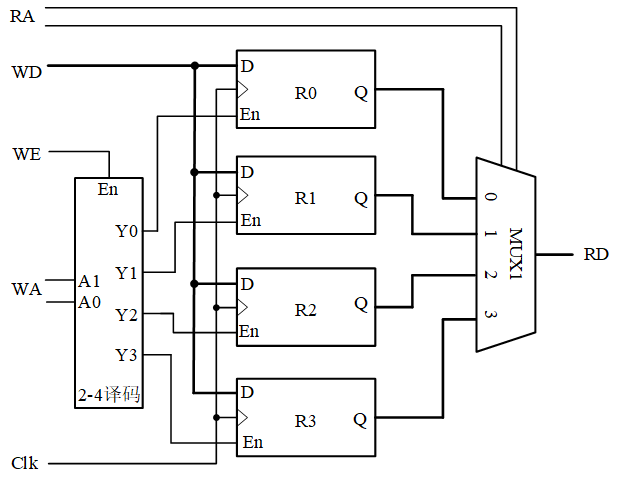 RA
WD
D
R0
Q
En
WE
En
D
R1
Q
En
Y0
0
1
MUX1
RD
2
3
Y1
WA
A1
A0
D
R2
Q
En
Y2
Y3
2-4译码
D
R3
Q
En
Clk